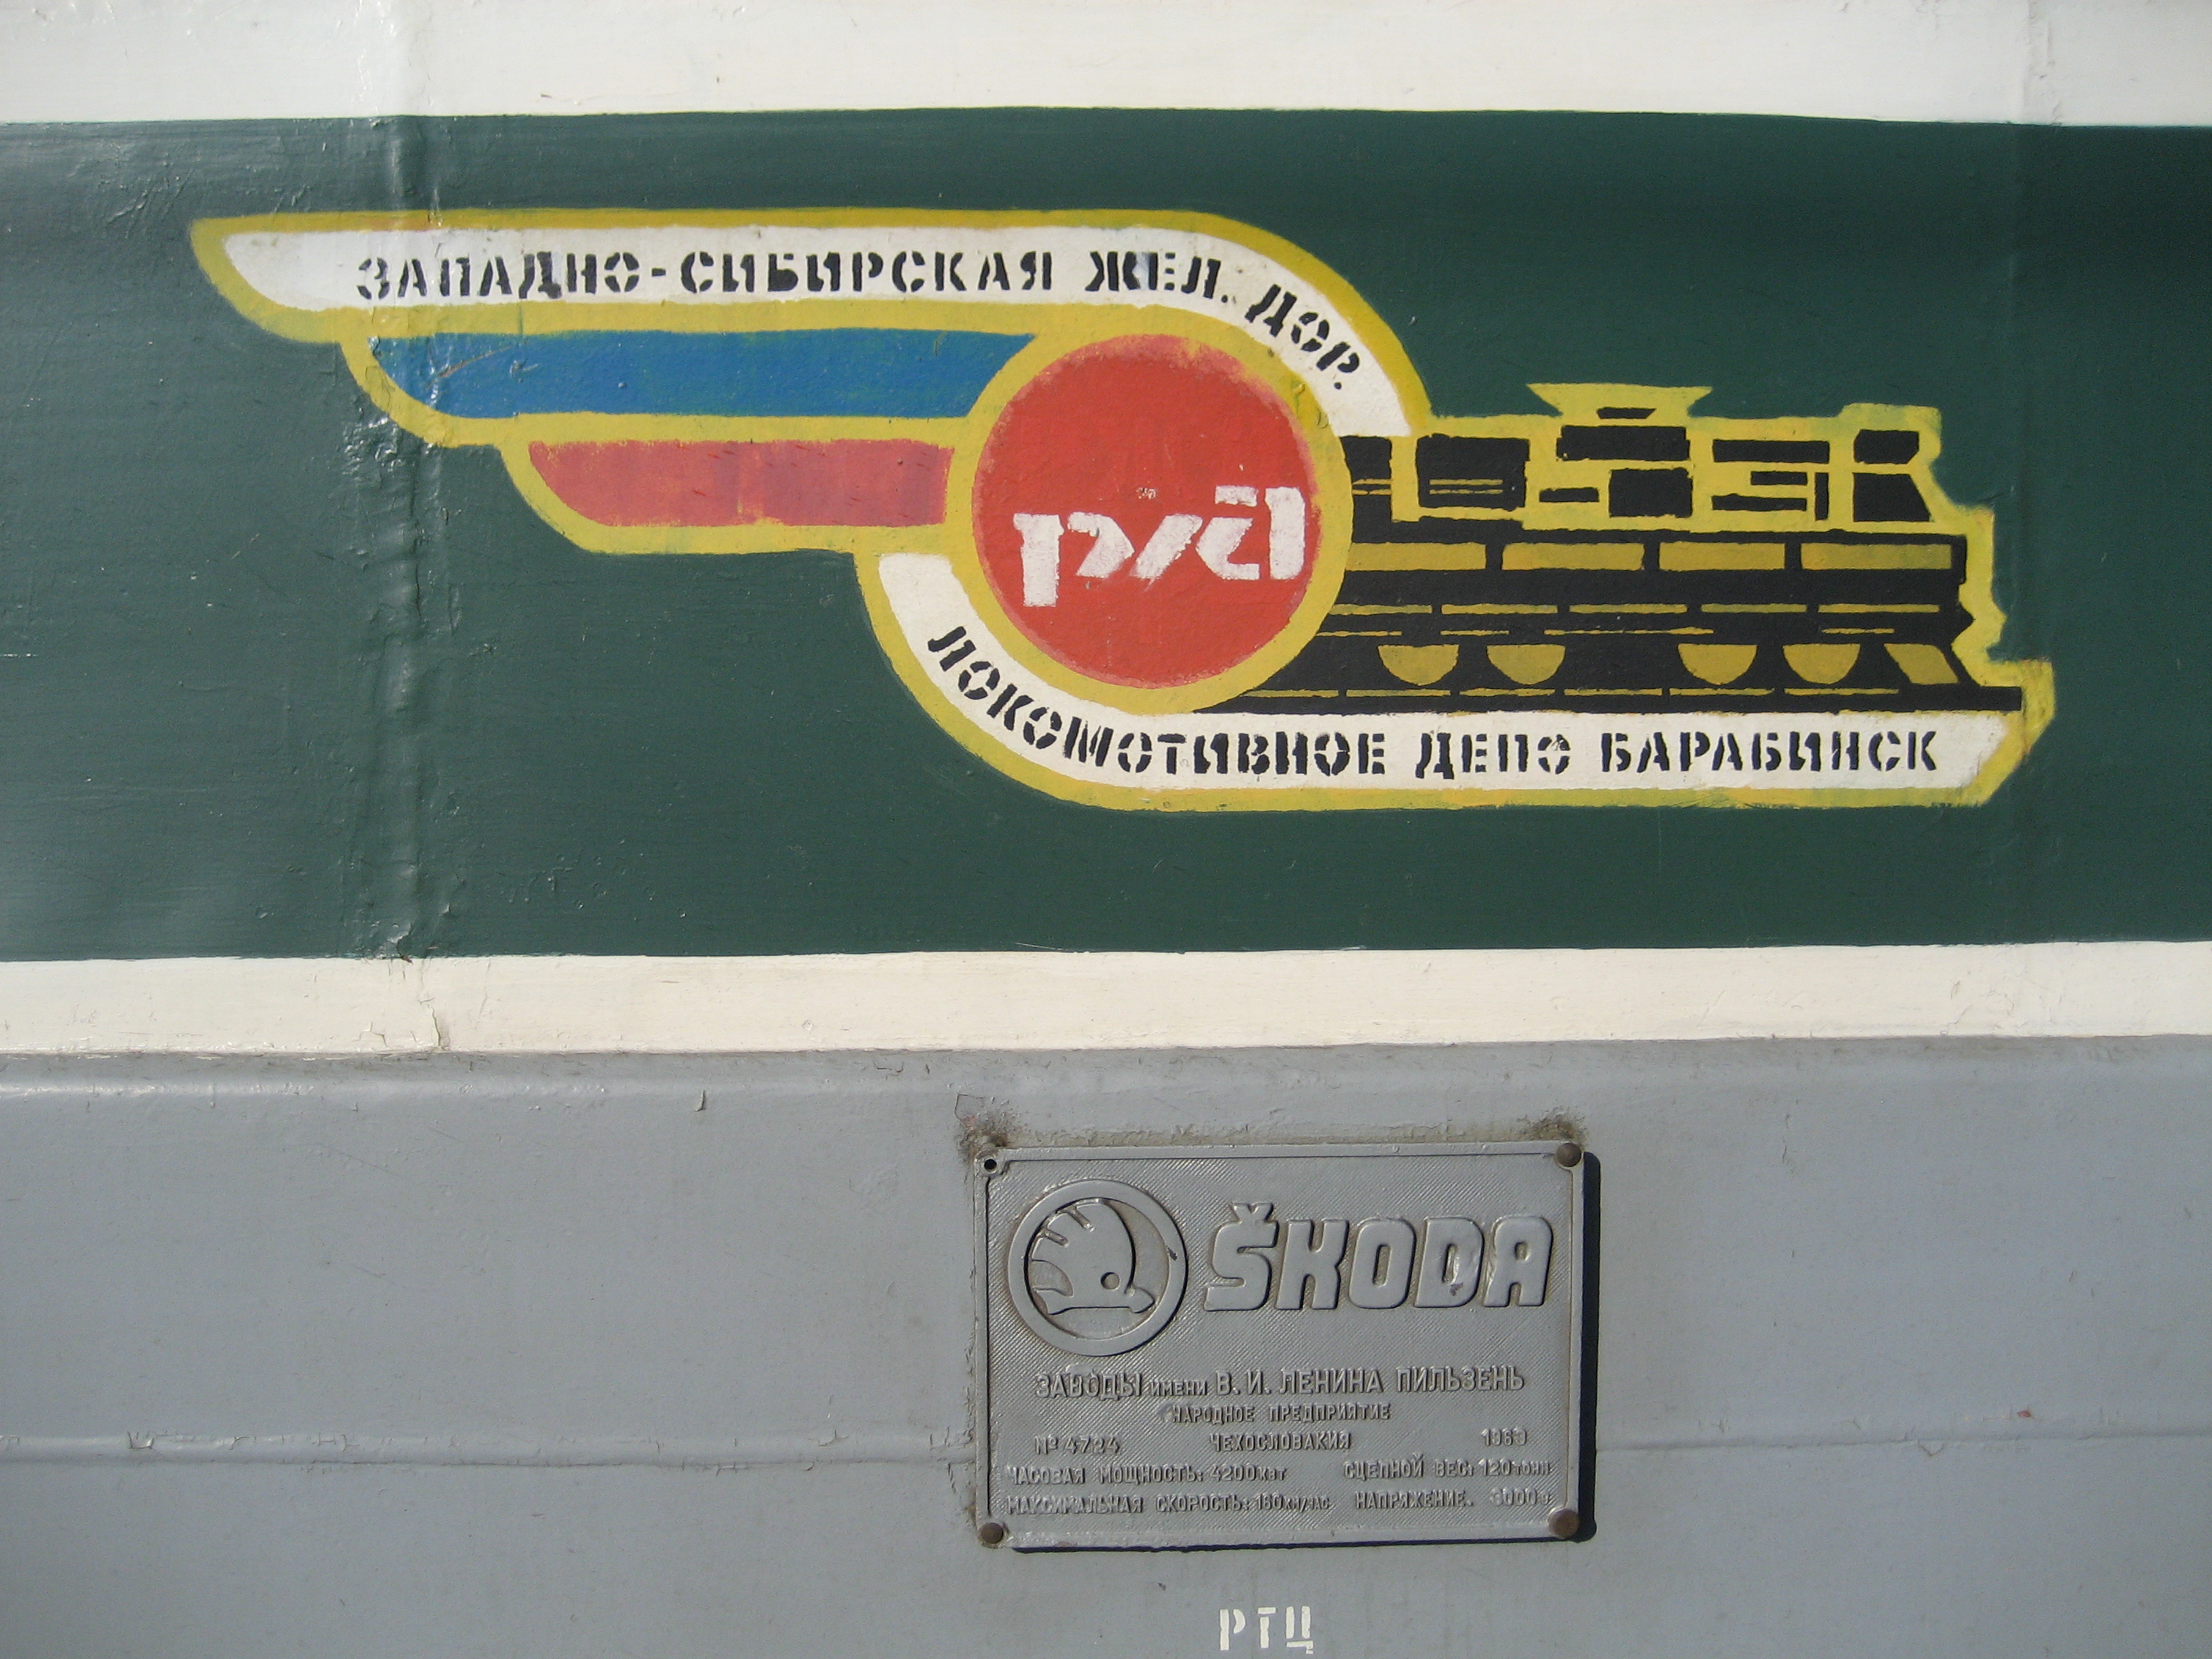 ЗАПАДНО-СИБИРСКАЯ ЖЕЛ. ДОР.
РЖД
ЛОКОМОТИВНОЕ ДЕПО БАРАБИНСК
ŠKODA
ЗАВОДЫ имени В. И. ЛЕНИНА ПИЛЬЗЕНЬ
НАРОДНОЕ ПРЕДПРИЯТИЕ
№ 4724 ЧЕХОСЛОВАКИЯ 1963
ЧАСОВАЯ МОЩНОСТЬ: 4200 квт СЦЕПНОЙ ВЕС: 120 тонн
МАКСИМАЛЬНАЯ СКОРОСТЬ: 160 КМ/ЧАС НАПРЯЖЕНИЕ. 3000 в
РТЦ